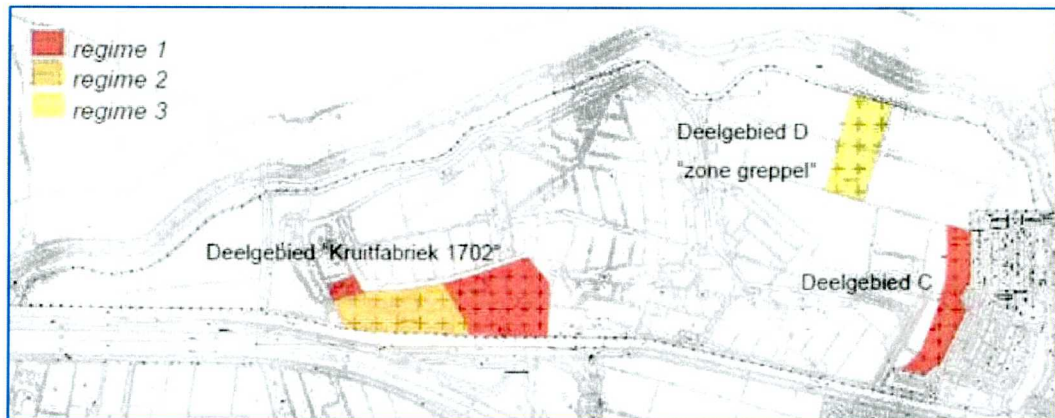 regime 1
regime 2
regime 3
Deelgebied D
"zone greppel"
Deelgebied "Kruitfabriek 1702"
Deelgebied C